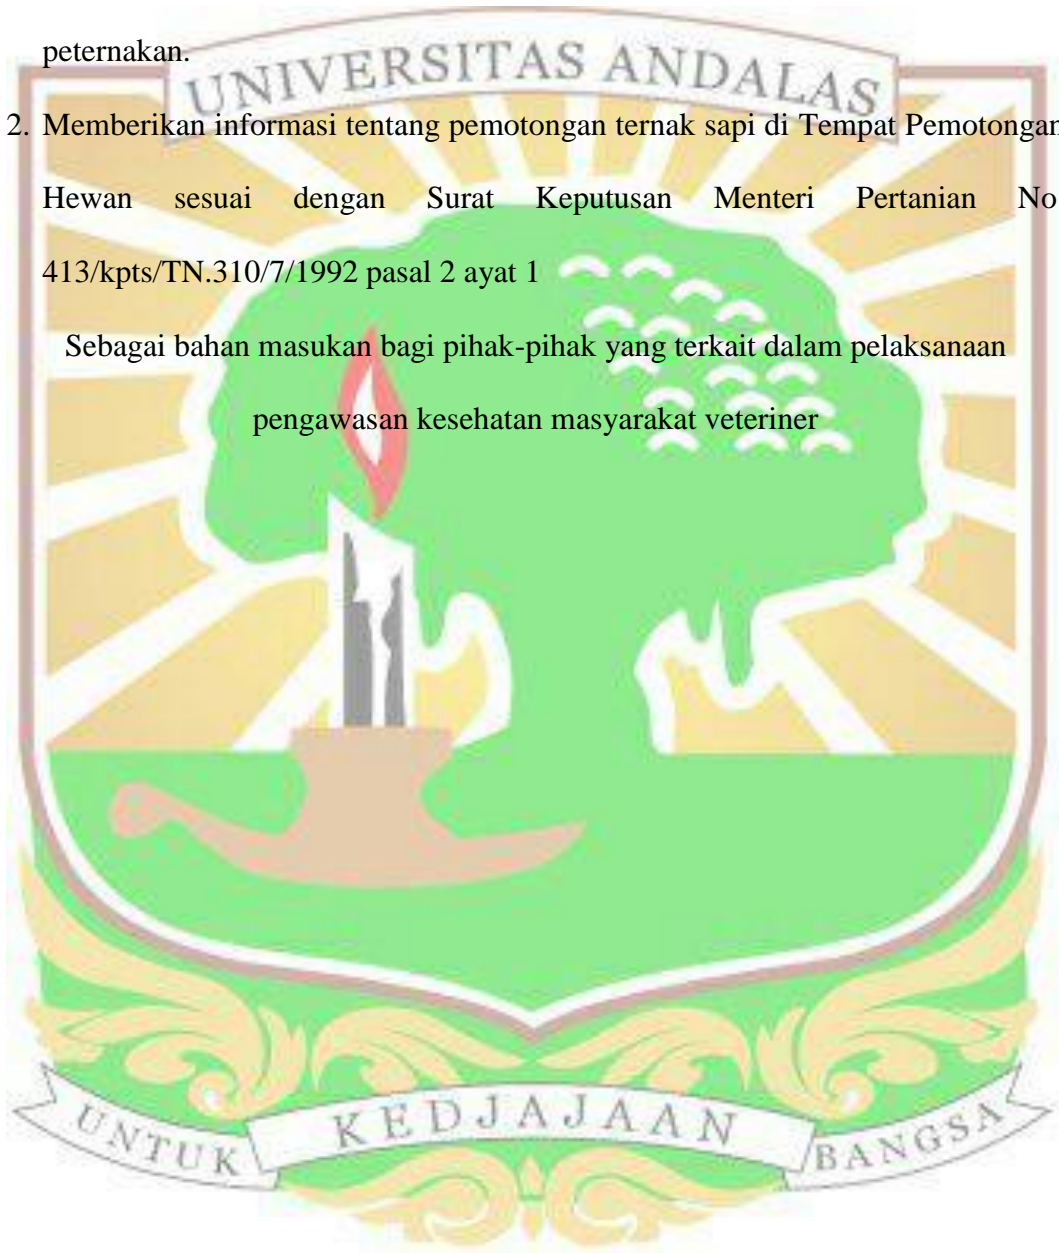 peternakan.
UNIVERSITAS ANDALAS
2. Memberikan informasi tentang pemotongan ternak sapi di Tempat Pemotongan
Hewan sesuai dengan Surat Keputusan Menteri Pertanian No
413/kpts/TN.310/7/1992 pasal 2 ayat 1
Sebagai bahan masukan bagi pihak-pihak yang terkait dalam pelaksanaan
pengawasan kesehatan masyarakat veteriner
UNTUK KEDJAJAAN BANGSA